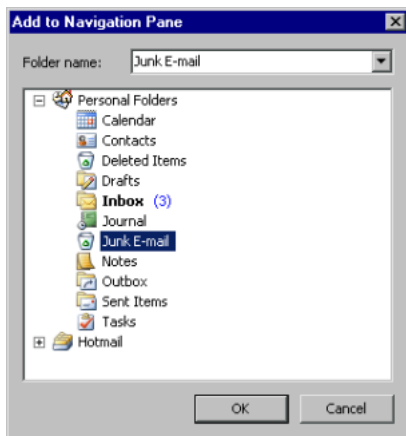 Add to Navigation Pane
Folder name: Junk E-mail
Personal Folders
Calendar
Contacts
Deleted Items
Drafts
Inbox (3)
Journal
Junk E-mail
Notes
Outbox
Sent Items
Tasks
Hotmail
OK Cancel